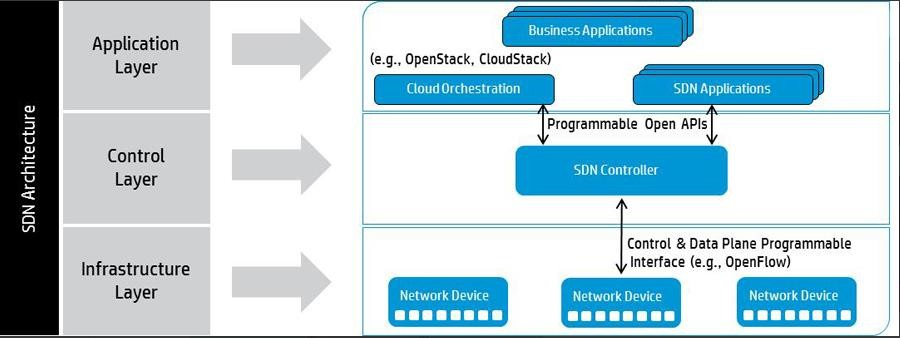 SDN Architecture
Application
Layer
Business Applications
(e.g., OpenStack, CloudStack)
Cloud Orchestration
SDN Applications
Programmable Open APIs
Control
Layer
SDN Controller
Control & Data Plane Programmable
Interface (e.g., OpenFlow)
Infrastructure
Layer
Network Device
Network Device
Network Device